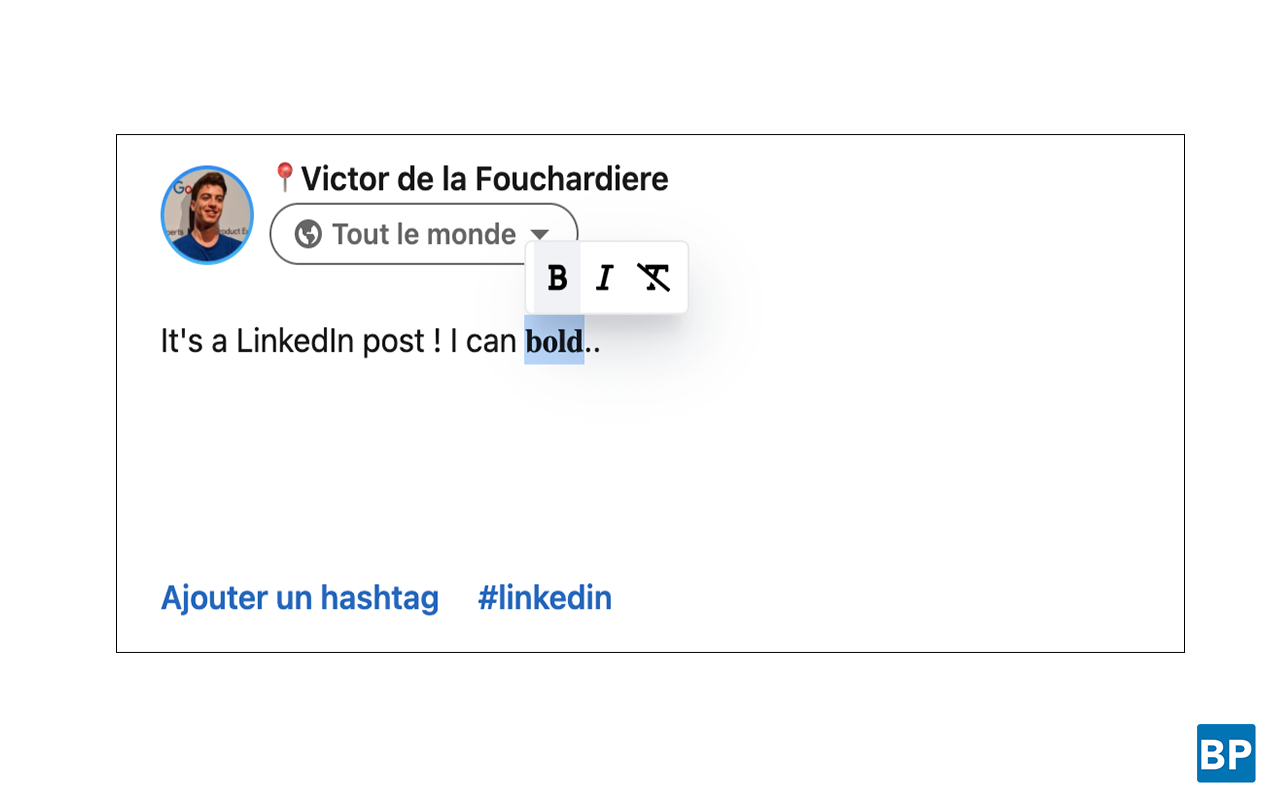 📍Victor de la Fouchardiere
Tout le monde
B I T
It's a LinkedIn post ! I can bold..
Ajouter un hashtag #linkedin
BP